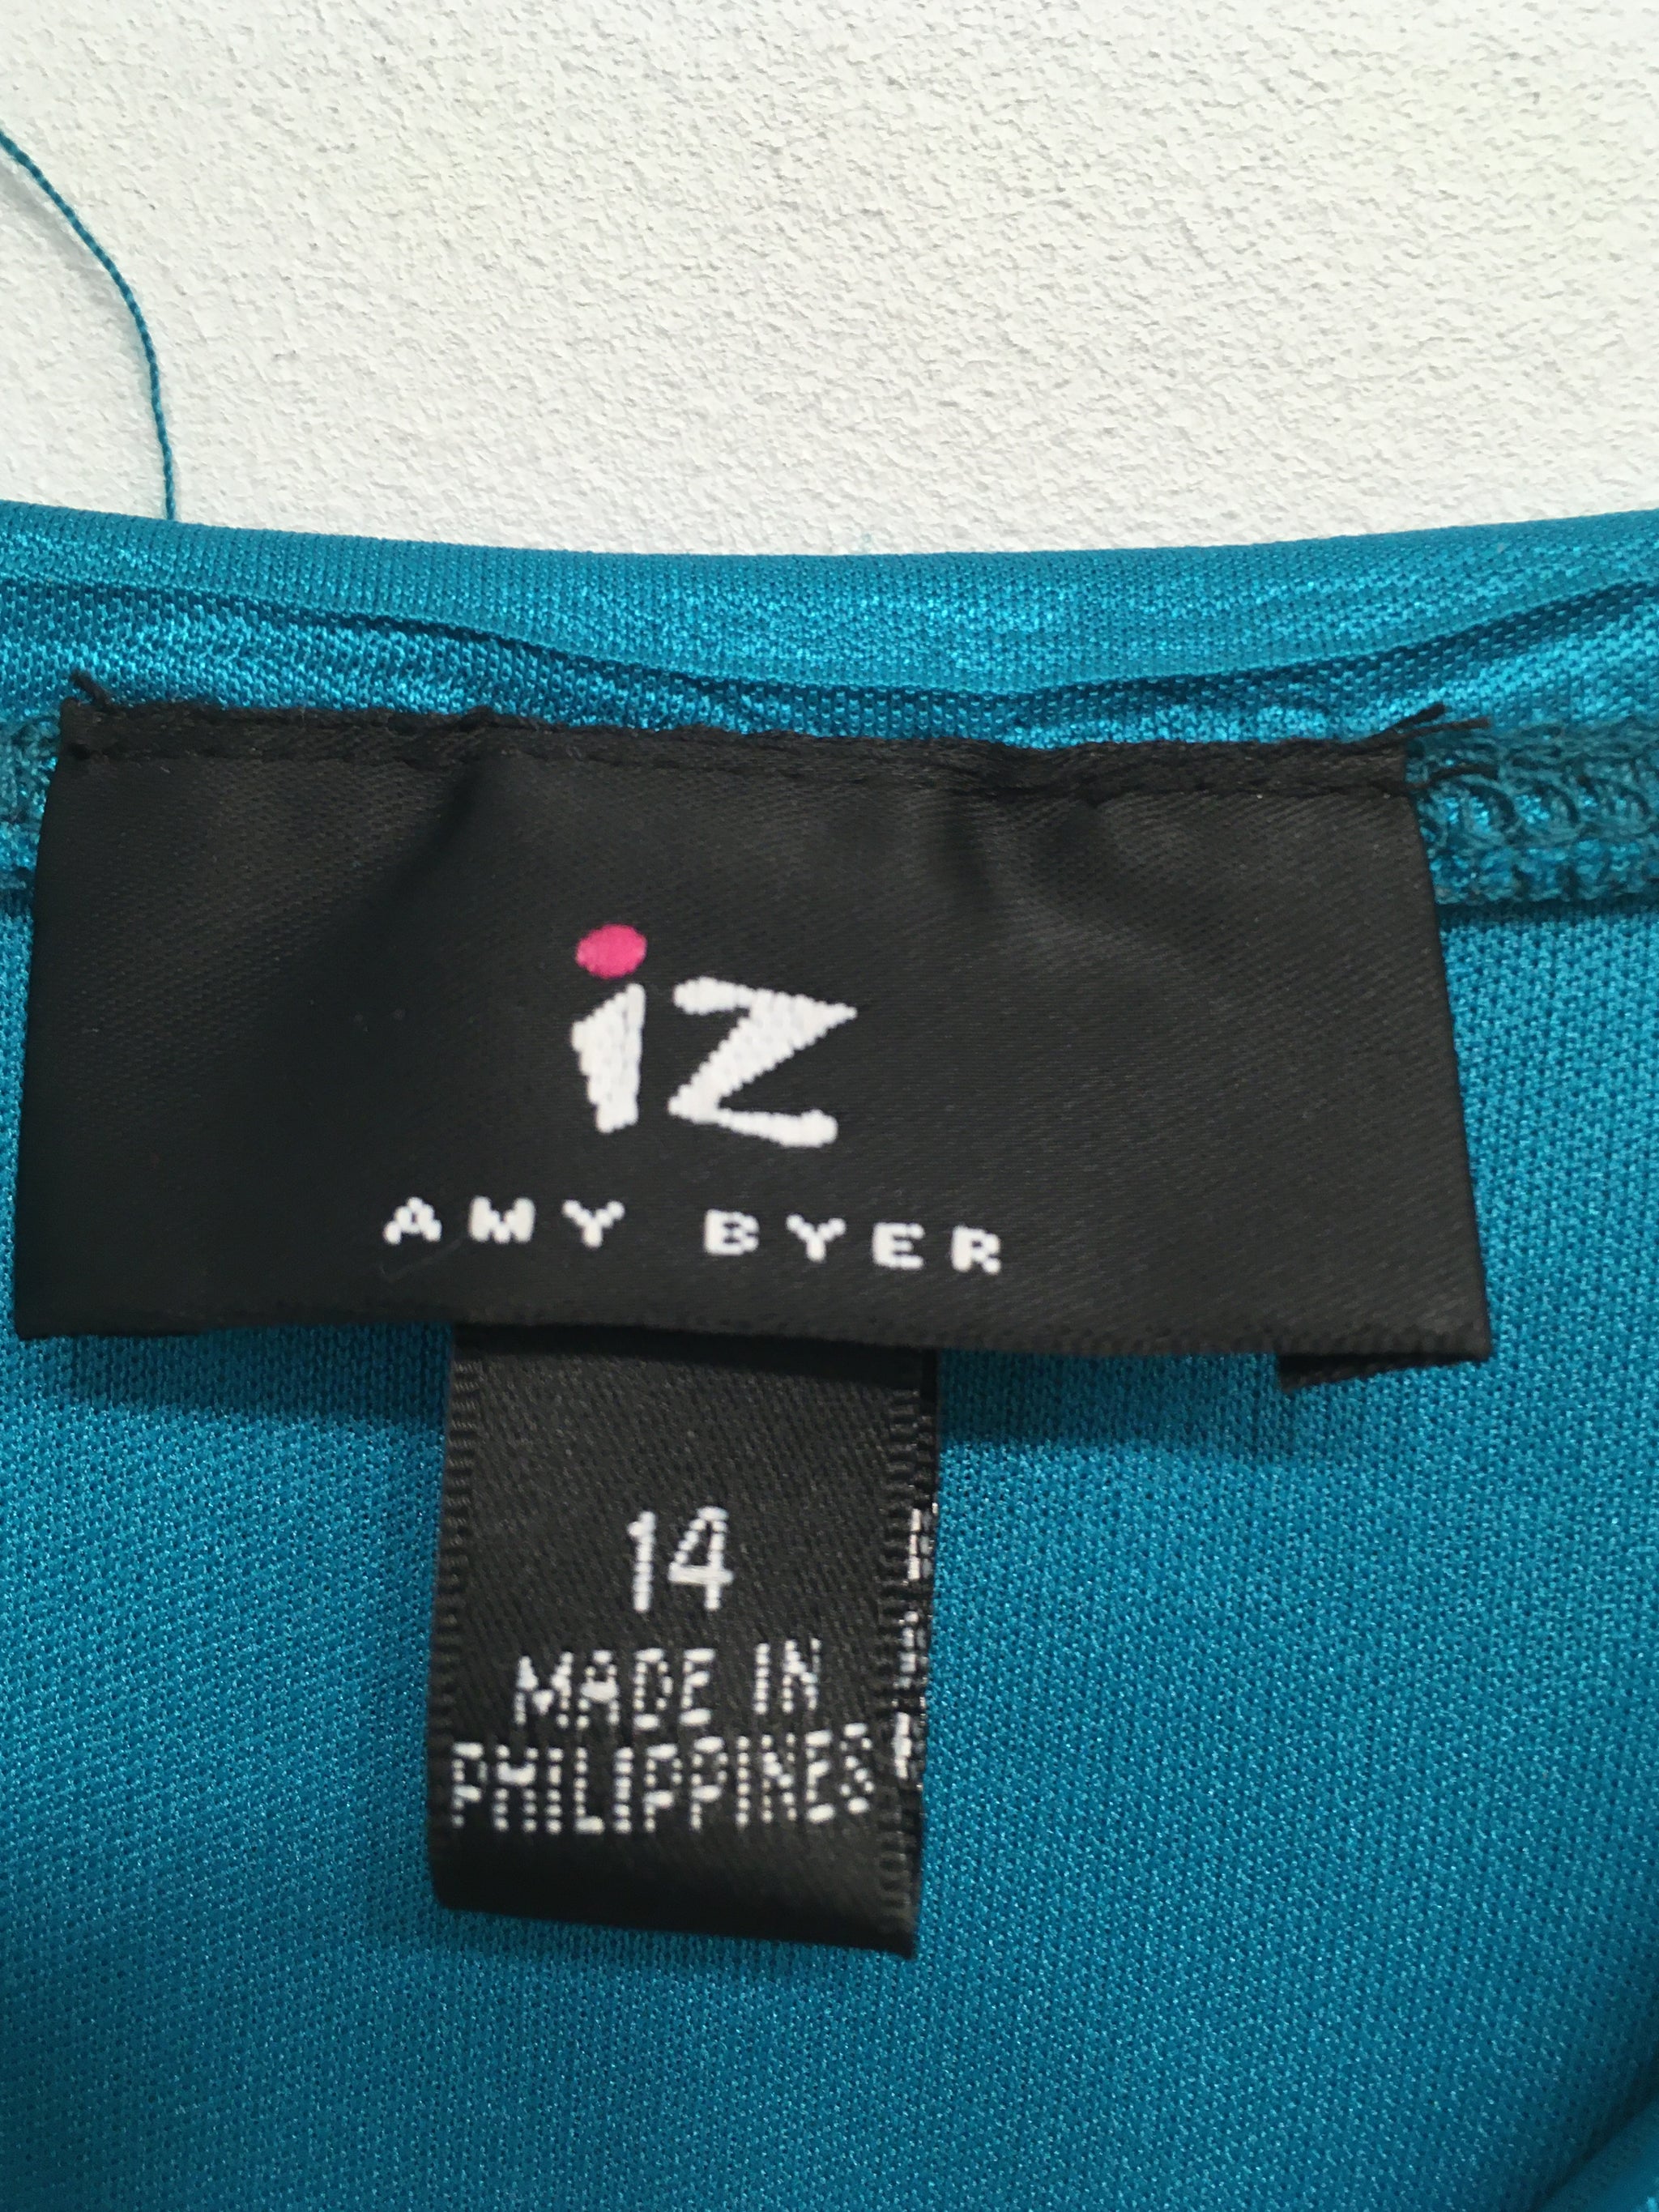 iz
AMY BYER
14
MADE IN
PHILIPPINES